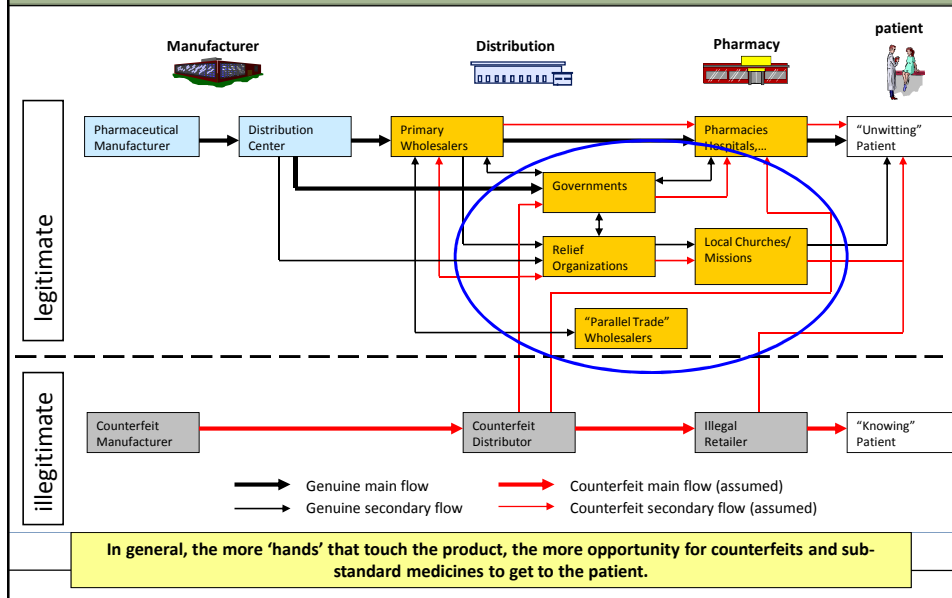 Manufacturer
Distribution
Pharmacy
patient
legitimate
Pharmaceutical
Manufacturer
Distribution
Center
Primary
Wholesalers
Pharmacies
Hospitals,...
“Unwitting”
Patient
Governments
Relief
Organizations
Local Churches/
Missions
“Parallel Trade”
Wholesalers
illegitimate
Counterfeit
Manufacturer
Counterfeit
Distributor
Illegal
Retailer
“Knowing”
Patient
Genuine main flow
Counterfeit main flow (assumed)
Genuine secondary flow
Counterfeit secondary flow (assumed)
In general, the more ‘hands’ that touch the product, the more opportunity for counterfeits and sub-
standard medicines to get to the patient.